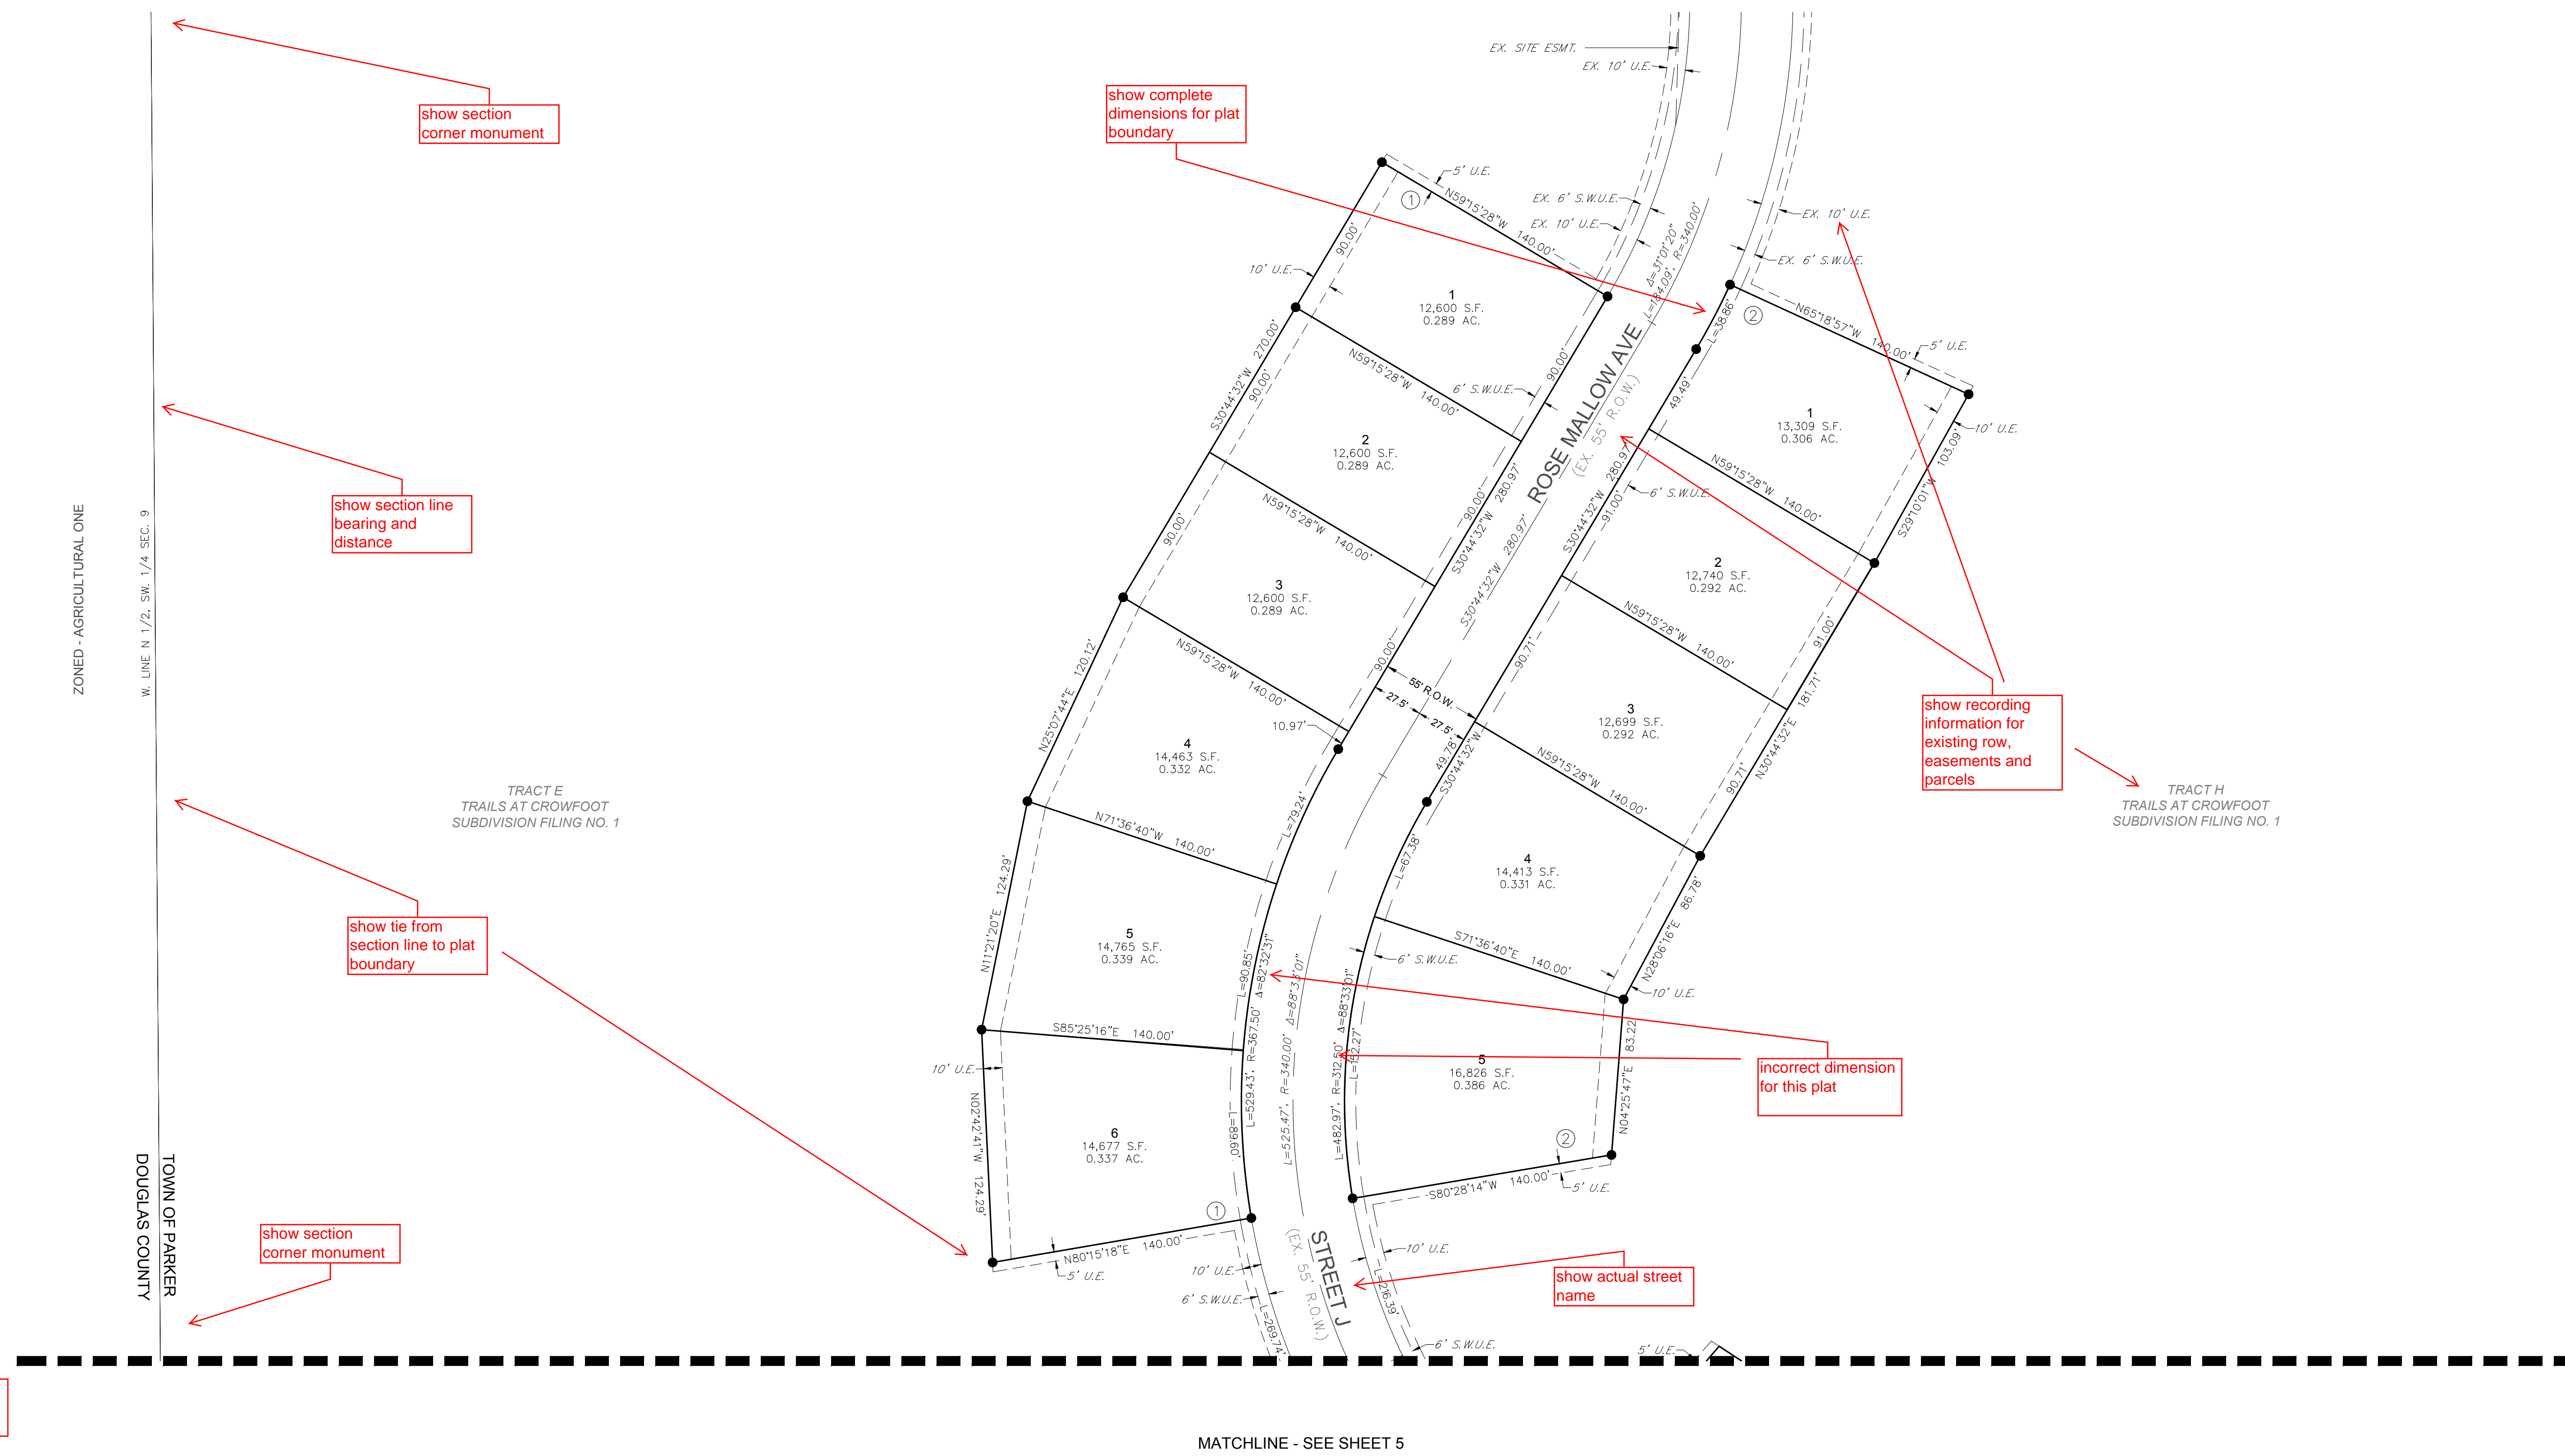 EX. SITE ESMT.
EX. 10' U.E.
show section
corner monument
show complete
dimensions for plat
boundary
5' U.E.
①
N59°15'28"W 140.00'
EX. 6' S.W.U.E.
EX. 10' U.E.
Δ=31°01'20"
L=184.09', R=340.00'
EX. 10' U.E.
EX. 6' S.W.U.E.
90.00'
10' U.E.
1
12,600 S.F.
0.289 AC.
L=38.86'
②
N65°18'57"W 140.00'
5' U.E.
S30°44'32"W 270.00'
90.00'
N59°15'28"W 140.00'
90.00'
6' S.W.U.E.
ROSE MALLOW AVE
(EX. 55' R.O.W.)
49.49'
1
13,309 S.F.
0.306 AC.
10' U.E.
S29°10'01"W 103.09'
2
12,600 S.F.
0.289 AC.
N59°15'28"W 140.00'
S30°44'32"W 280.97'
91.00'
6' S.W.U.E.
show section line
bearing and
distance
ZONED - AGRICULTURAL ONE
W. LINE N 1/2, SW. 1/4 SEC. 9
90.00'
N59°15'28"W 140.00'
90.00'
S30°44'32"W 280.97'
S30°44'32"W 280.97'
2
12,740 S.F.
0.292 AC.
91.00'
N59°15'28"W 140.00'
N30°44'32"E 181.71'
3
12,600 S.F.
0.289 AC.
90.71'
N25°07'44"E 120.12'
N59°15'28"W 140.00'
90.00'
55' R.O.W.
27.5'
27.5'
10.97'
3
12,699 S.F.
0.292 AC.
show recording
information for
existing row,
easements and
parcels
4
14,463 S.F.
0.332 AC.
49.78'
S30°44'32"W
N59°15'28"W 140.00'
90.71'
TRACT E
TRAILS AT CROWFOOT
SUBDIVISION FILING NO. 1
TRACT H
TRAILS AT CROWFOOT
SUBDIVISION FILING NO. 1
N71°36'40"W 140.00'
L=79.24'
L=67.38'
4
14,413 S.F.
0.331 AC.
N28°06'16"E 86.78'
show tie from
section line to plat
boundary
N11°21'20"E 124.29'
5
14,765 S.F.
0.339 AC.
L=90.85'
L=529.43', R=367.50' Δ=82°32'31"
L=525.47', R=340.00' Δ=88°33'01"
L=482.97', R=312.50' Δ=88°33'01"
L=152.27'
6' S.W.U.E.
S71°36'40"E 140.00'
10' U.E.
S85°25'16"E 140.00'
10' U.E.
5
16,826 S.F.
0.386 AC.
N04°25'47"E 83.22'
incorrect dimension
for this plat
N02°42'41"W 124.29'
6
14,677 S.F.
0.337 AC.
L=89.60'
②
S80°28'14"W 140.00'
5' U.E.
TOWN OF PARKER
DOUGLAS COUNTY
show section
corner monument
①
N80°15'18"E 140.00'
5' U.E.
10' U.E.
6' S.W.U.E.
L=269.74'
STREET J
(EX. 55' R.O.W.)
10' U.E.
L=216.39'
show actual street
name
6' S.W.U.E.
5' U.E.
MATCHLINE - SEE SHEET 5